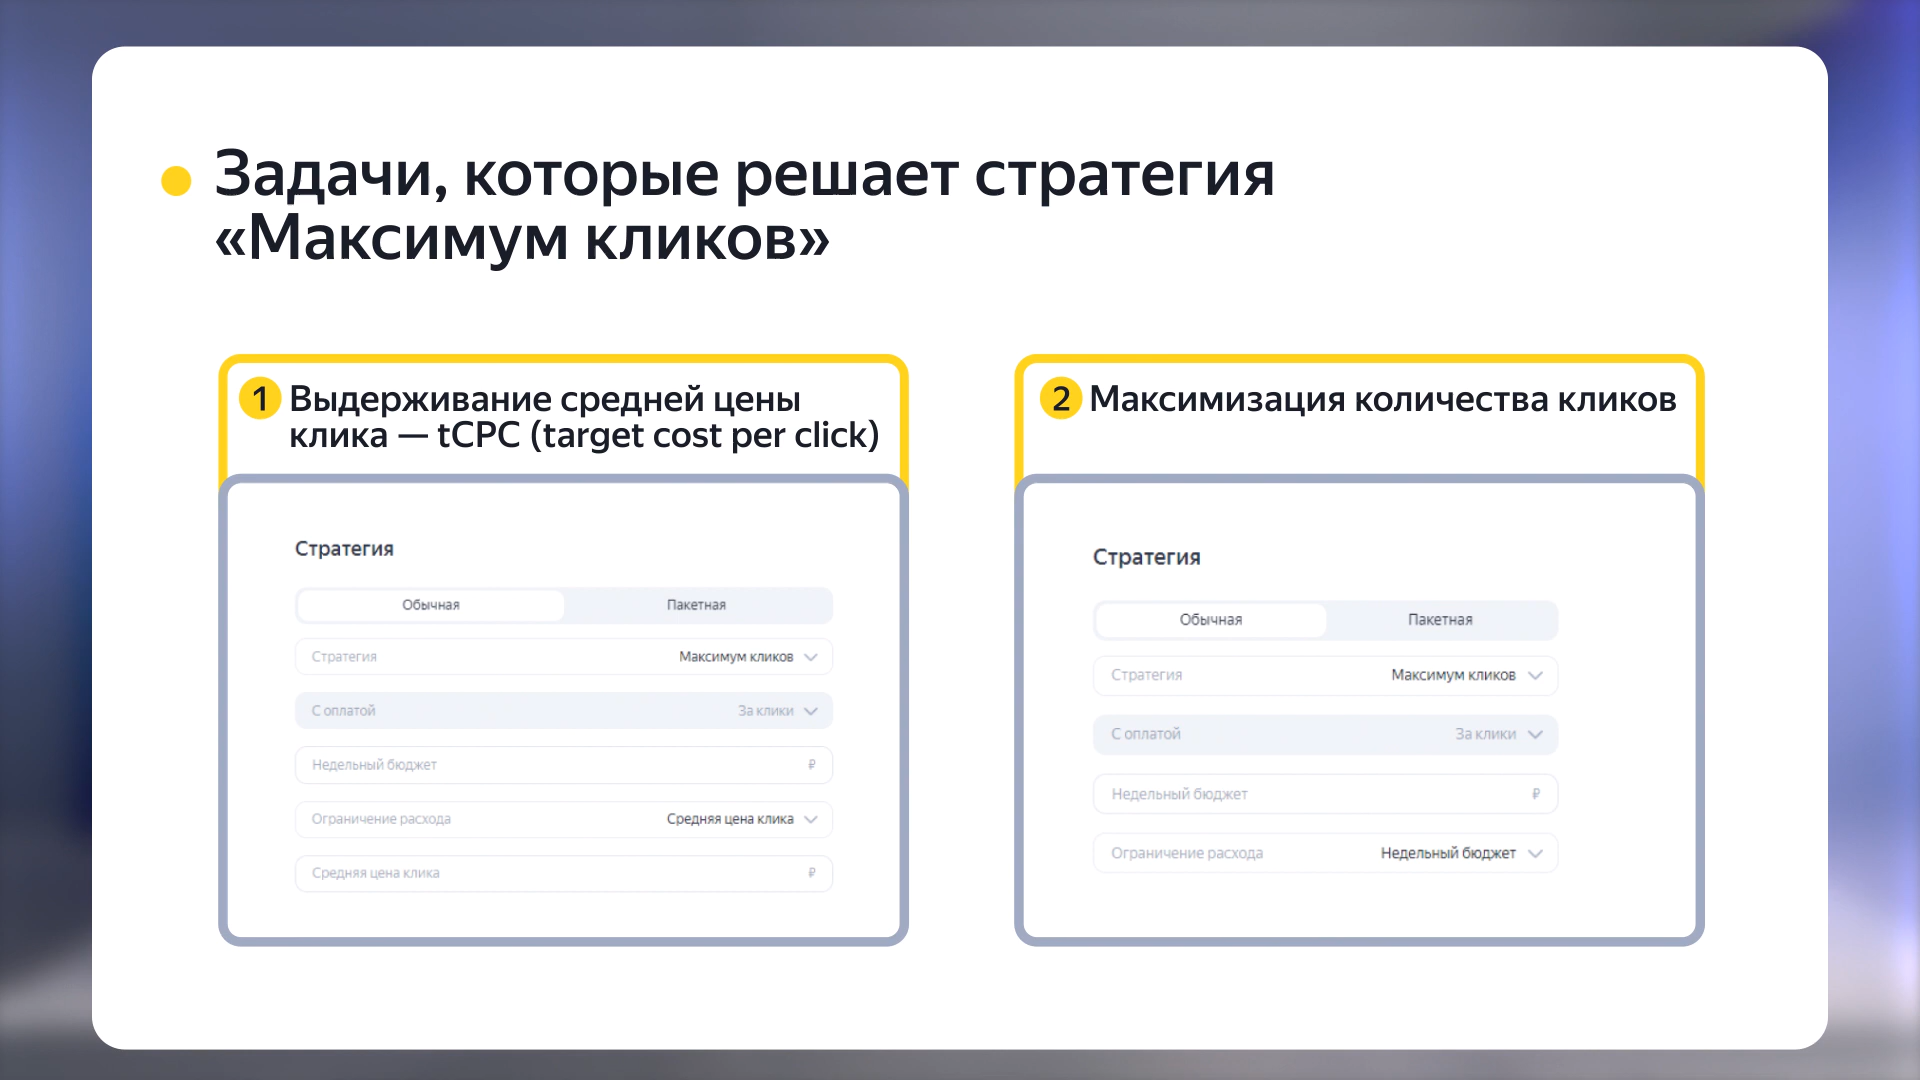 Задачи, которые решает стратегия
«Максимум кликов»
1 Выдерживание средней цены
клика — tCPC (target cost per click)
Стратегия
Обычная Пакетная
Стратегия Максимум кликов
С оплатой За клики
Недельный бюджет ₽
Ограничение расхода Средняя цена клика
Средняя цена клика ₽
2 Максимизация количества кликов
Стратегия
Обычная Пакетная
Стратегия Максимум кликов
С оплатой За клики
Недельный бюджет ₽
Ограничение расхода Недельный бюджет